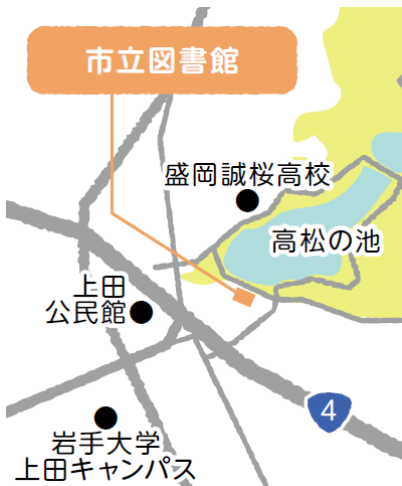 市立図書館
盛岡誠桜高校
高松の池
上田
公民館
4
岩手大学
上田キャンパス